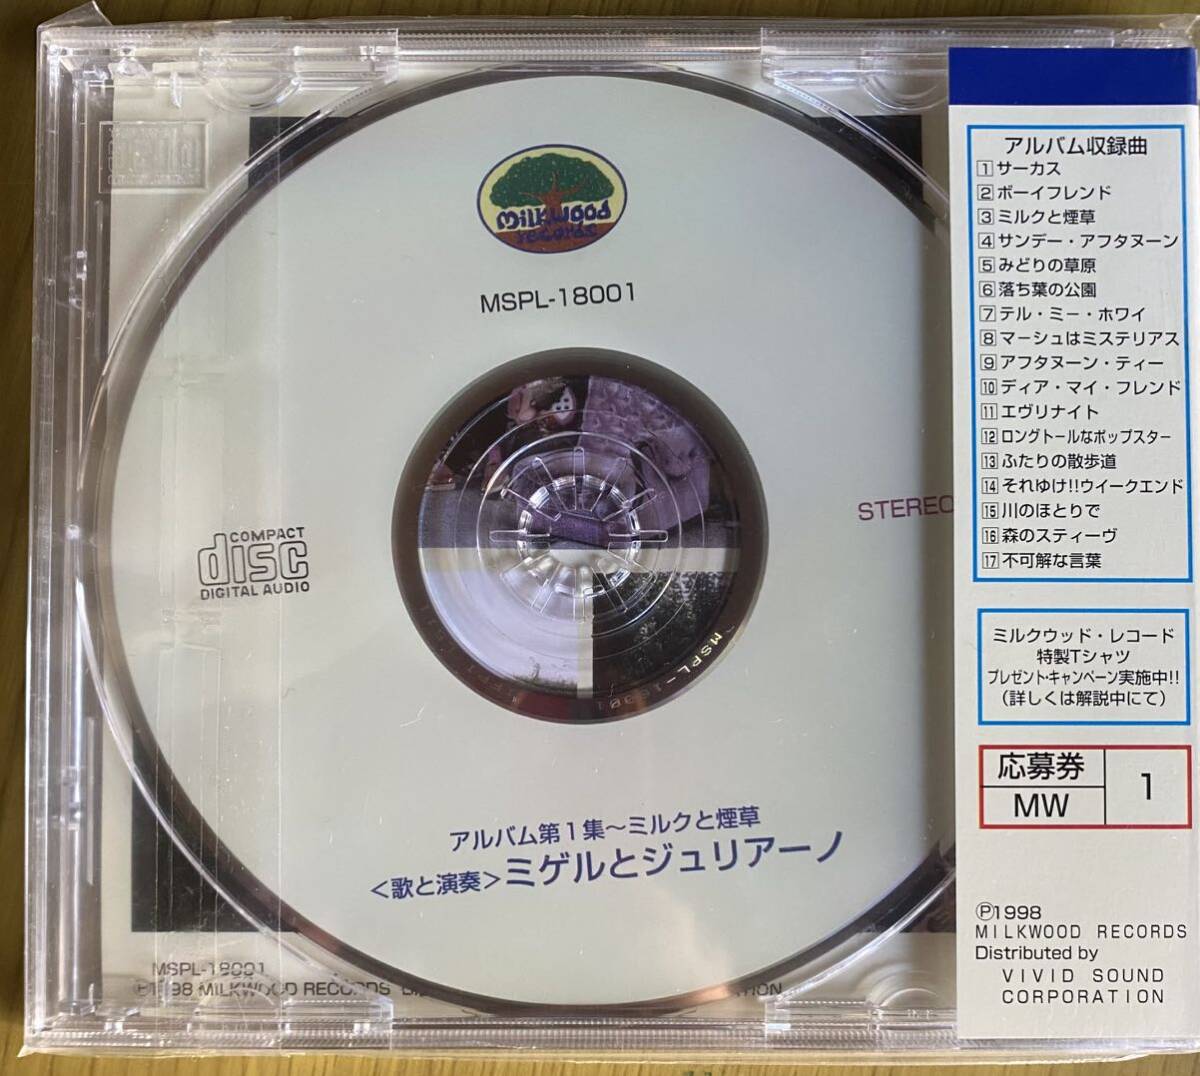 milkwood
records
MSPL-18001
COMPACT
disc
DIGITAL AUDIO
STEREO
MSPL-18001
アルバム第1集〜ミルクと煙草
<歌と演奏>ミゲルとジュリアーノ
MSPL-18001
Ⓟ1998 MILKWOOD RECORDS
アルバム収録曲
1 サーカス
2 ボーイフレンド
3 ミルクと煙草
4 サンデー・アフタヌーン
5 みどりの草原
6 落ち葉の公園
7 テル・ミー・ホワイ
8 マーシュはミステリアス
9 アフタヌーン・ティー
10 ディア・マイ・フレンド
11 エヴリナイト
12 ロングトールなポップスター
13 ふたりの散歩道
14 それゆけ!!ウイークエンド
15 川のほとりで
16 森のスティーヴ
17 不可解な言葉
ミルクウッド・レコード
特製Tシャツ
プレゼント・キャンペーン実施中!!
(詳しくは解説中にて)
応募券
MW
1
Ⓟ1998
MILKWOOD RECORDS
Distributed by
VIVID SOUND
CORPORATION